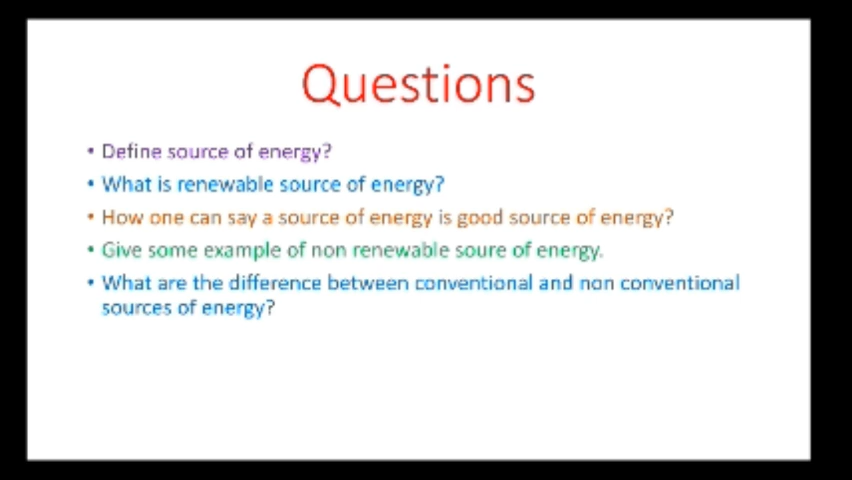 Questions
• Define source of energy?
• What is renewable source of energy?
• How one can say a source of energy is good source of energy?
• Give some example of non renewable soure of energy.
• What are the difference between conventional and non conventional
sources of energy?